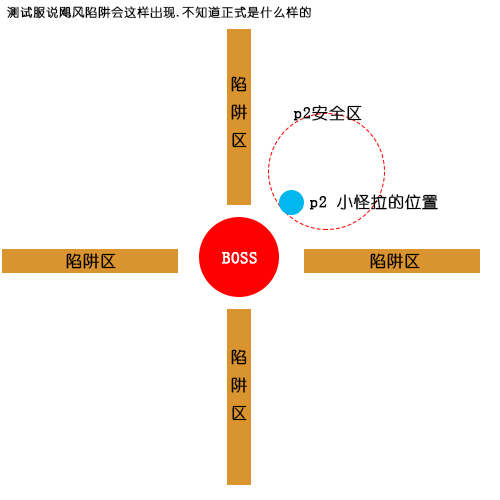 测试服说飓风陷阱会这样出现.不知道正式是什么样的
陷
阱
区
p2安全区
p2 小怪拉的位置
BOSS
陷阱区
陷阱区
陷
阱
区